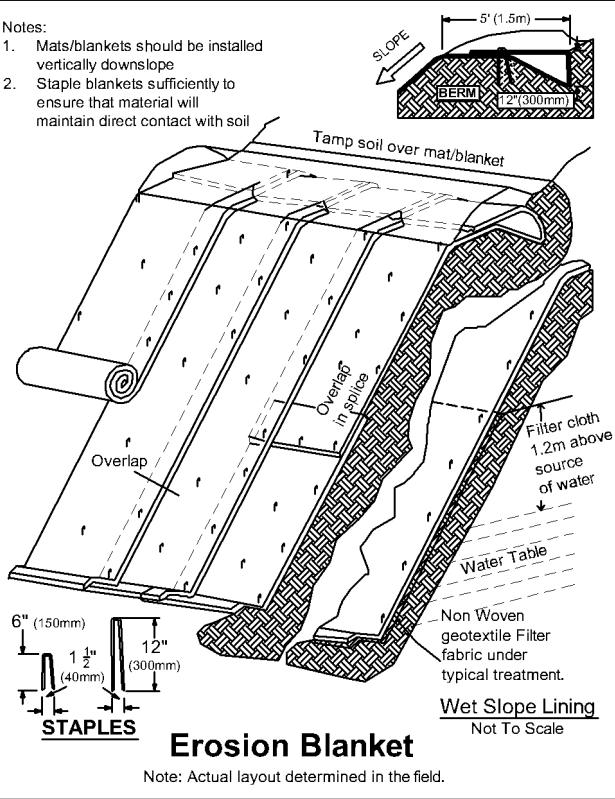 Notes:
1. Mats/blankets should be installed
vertically downslope
2. Staple blankets sufficiently to
ensure that material will
maintain direct contact with soil
5' (1.5m)
SLOPE
BERM
12"(300mm)
Tamp soil over mat/blanket
Overlap
in splice
Overlap
Filter cloth
1.2m above
source
of water
Water Table
Non Woven
geotextile Filter
fabric under
typical treatment.
Wet Slope Lining
Not To Scale
6" (150mm)
1 1/2"
(40mm)
12"
(300mm)
STAPLES
Erosion Blanket
Note: Actual layout determined in the field.